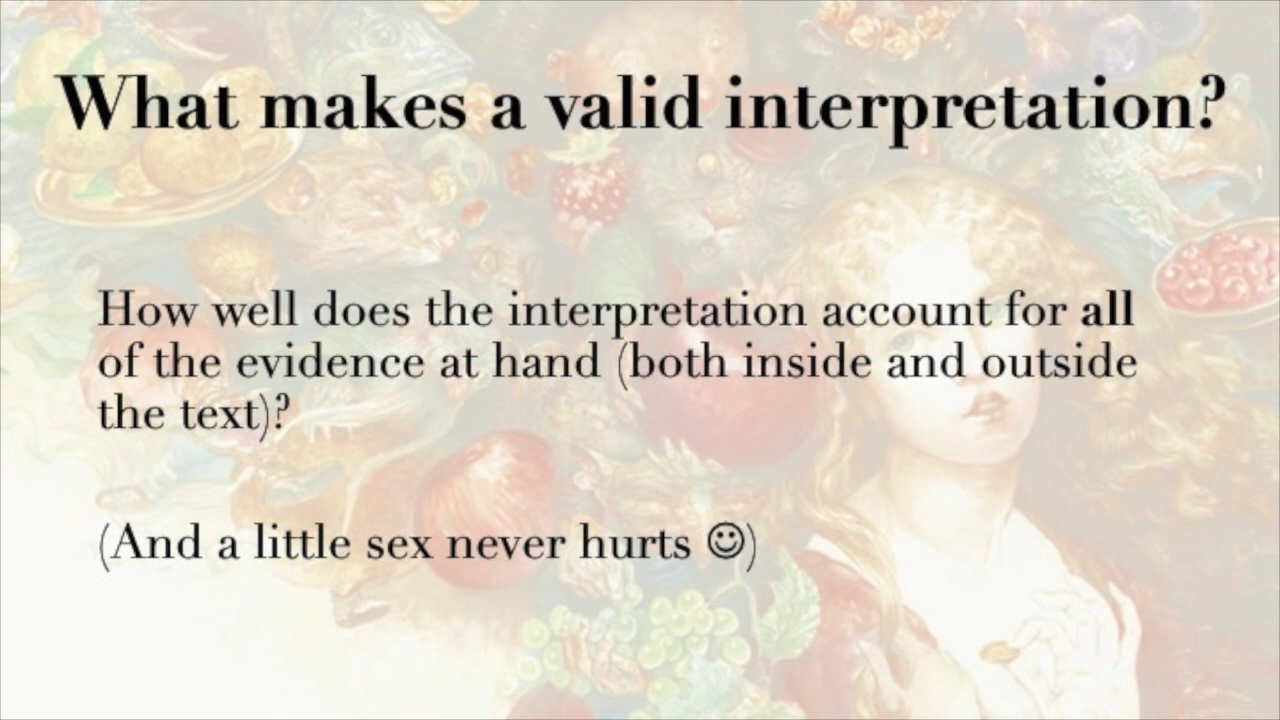 What makes a valid interpretation?
How well does the interpretation account for all
of the evidence at hand (both inside and outside
the text)?
(And a little sex never hurts ☺)